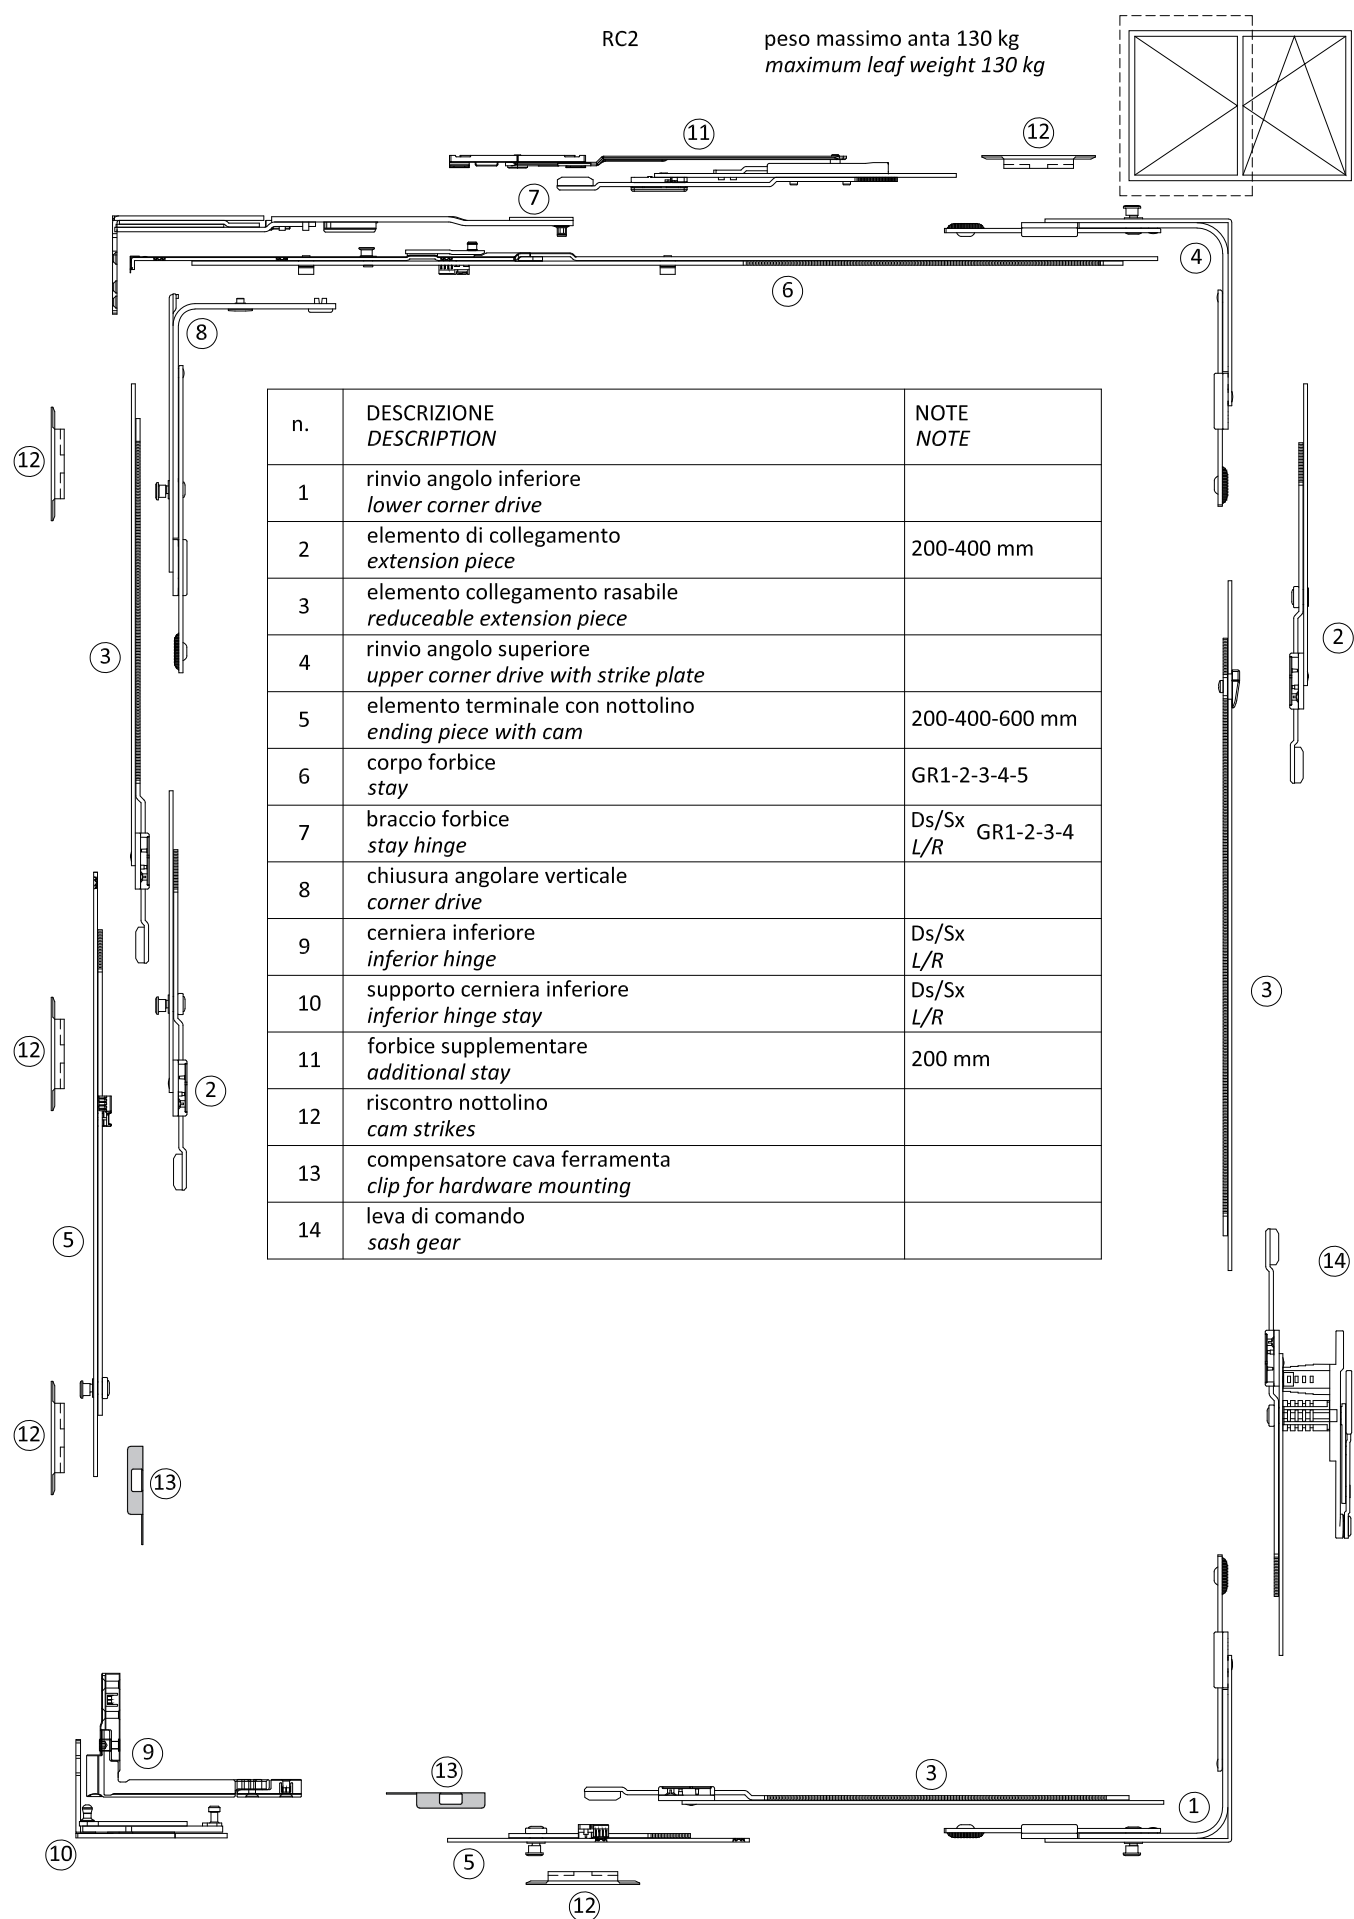 RC2
peso massimo anta 130 kg
maximum leaf weight 130 kg
11
12
7
4
6
8
n.
DESCRIZIONE
DESCRIPTION
NOTE
NOTE
1
rinvio angolo inferiore
lower corner drive
2
elemento di collegamento
extension piece
200-400 mm
3
elemento collegamento rasabile
reduceable extension piece
4
rinvio angolo superiore
upper corner drive with strike plate
5
elemento terminale con nottolino
ending piece with cam
200-400-600 mm
6
corpo forbice
stay
GR1-2-3-4-5
7
braccio forbice
stay hinge
Ds/Sx GR1-2-3-4
L/R
8
chiusura angolare verticale
corner drive
9
cerniera inferiore
inferior hinge
Ds/Sx
L/R
10
supporto cerniera inferiore
inferior hinge stay
Ds/Sx
L/R
11
forbice supplementare
additional stay
200 mm
12
riscontro nottolino
cam strikes
13
compensatore cava ferramenta
clip for hardware mounting
14
leva di comando
sash gear
12
3
2
3
12
2
5
14
12
13
9
13
3
1
10
5
12